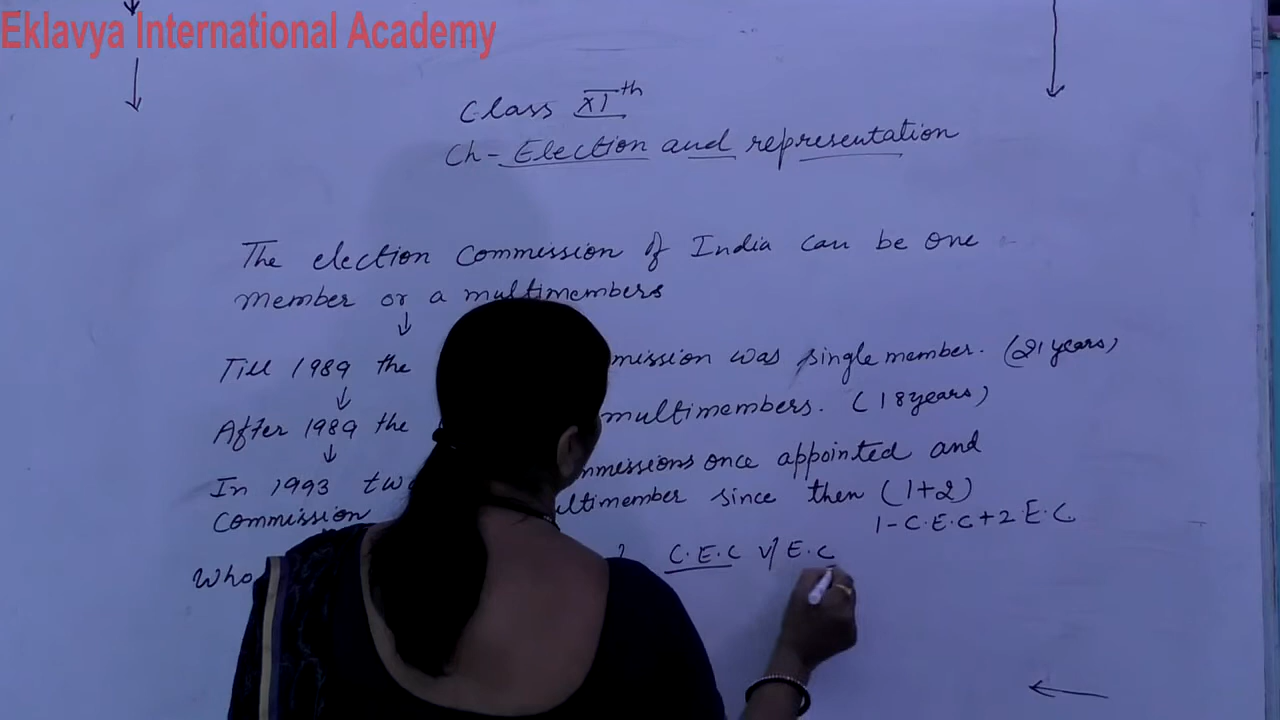 Eklavya International Academy
Class XIth
Ch- Election and representation
The election Commission of India can be one
member or a multimembers
Till 1989 the mission was single member. (21 years)
After 1989 the multimembers. (18 years)
In 1993 two mmissions once appointed and
Commission ultimember since then (1+2)
1-C.E.C+2 E.C
Who ? C.E.C v/ E.C